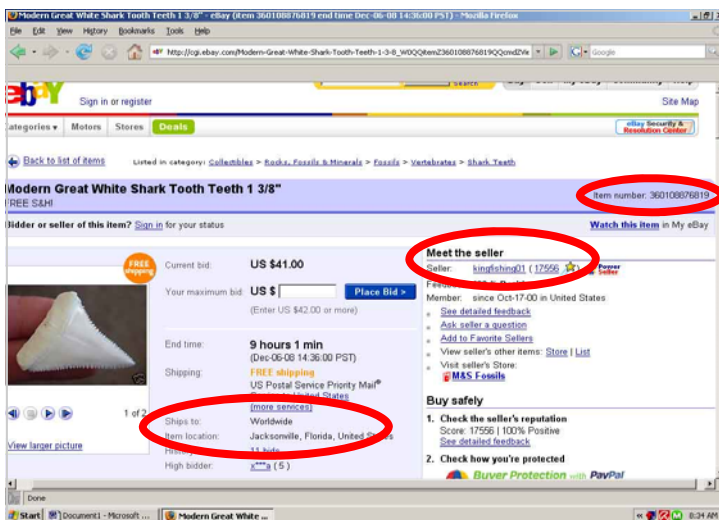 Modern Great White Shark Tooth Teeth 1 3/8" - eBay (item 360108876819 end time Dec-06-08 14:36:00 PST) - Mozilla Firefox
File Edit View History Bookmarks Tools Help
http://cgi.ebay.com/Modern-Great-White-Shark-Tooth-Teeth-1-3-8_W0QQitemZ360108876819QQcmdZVie
Google
ebY
Sign in or register
Site Map
Categories Motors Stores Deals
eBay Security & Resolution Center
Back to list of items Listed in category: Collectibles > Rocks, Fossils & Minerals > Fossils > Vertebrates > Shark Teeth
Modern Great White Shark Tooth Teeth 1 3/8"
Item number: 360108876819
FREE S&H!
Bidder or seller of this item? Sign in for your status
Watch this item in My eBay
FREE shipping
Current bid: US $41.00
Your maximum bid: US $ Place Bid >
(Enter US $42.00 or more)
End time: 9 hours 1 min
(Dec-06-08 14:36:00 PST)
Shipping: FREE shipping
US Postal Service Priority Mail®
United States
(more services)
Ships to: Worldwide
Item location: Jacksonville, Florida, United States
History: 11 bids
High bidder: x***a ( 5 )
1 of 2
View larger picture
Meet the seller
Seller: kingfishing01 ( 17556 ) Power Seller
Member: since Oct-17-00 in United States
See detailed feedback
Ask seller a question
Add to Favorite Sellers
View seller's other items: Store | List
Visit seller's Store:
M&S Fossils
Buy safely
1. Check the seller's reputation
Score: 17556 | 100% Positive
See detailed feedback
2. Check how you're protected
Buyer Protection with PayPal
Done
Start Document1 - Microsoft ... Modern Great White ... 8:34 AM